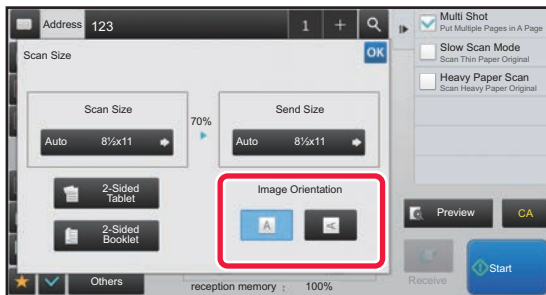 Address 123 1 +
Multi Shot
Put Multiple Pages in A Page
Scan Size OK
Slow Scan Mode
Scan Thin Paper Original
Heavy Paper Scan
Scan Heavy Paper Original
Scan Size
70%
Send Size
Auto 8½x11
Auto 8½x11
2-Sided
Tablet
Image Orientation
A A
2-Sided
Booklet
Preview CA
Others
reception memory : 100%
Receive
Start